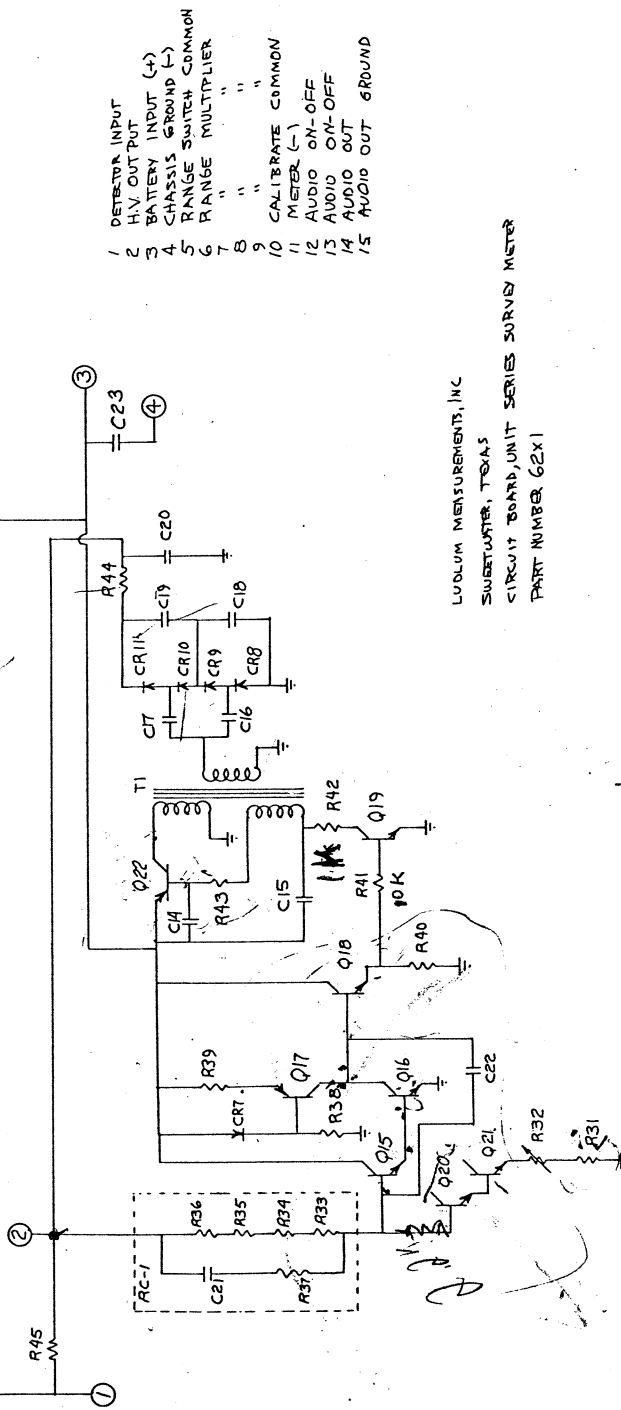 1 DETECTOR INPUT
2 H.V. OUTPUT
3 BATTERY INPUT (+)
4 CHASSIS GROUND (-)
5 RANGE SWITCH COMMON
6 RANGE MULTIPLIER
7 " "
8 " "
9 " "
10 CALIBRATE COMMON
11 METER (-)
12 AUDIO ON-OFF
13 AUDIO ON-OFF
14 AUDIO OUT
15 AUDIO OUT GROUND
LUDLUM MEASUREMENTS, INC
SWEETWATER, TEXAS
CIRCUIT BOARD, UNIT SERIES SURVEY METER
PART NUMBER 62X1
3
C23
4
R44
C20
C19
C18
CR11
CR10
CR9
CR8
C17
C16
T1
Q22
C14
R43
C15
R42
1K
Q19
R41
10K
Q18
R40
R39
CR7
Q17
R38
Q16
C22
Q15
Q20
Q21
R32
R31
2
RC-1
R36
R35
R34
R33
C21
R37
R45
1